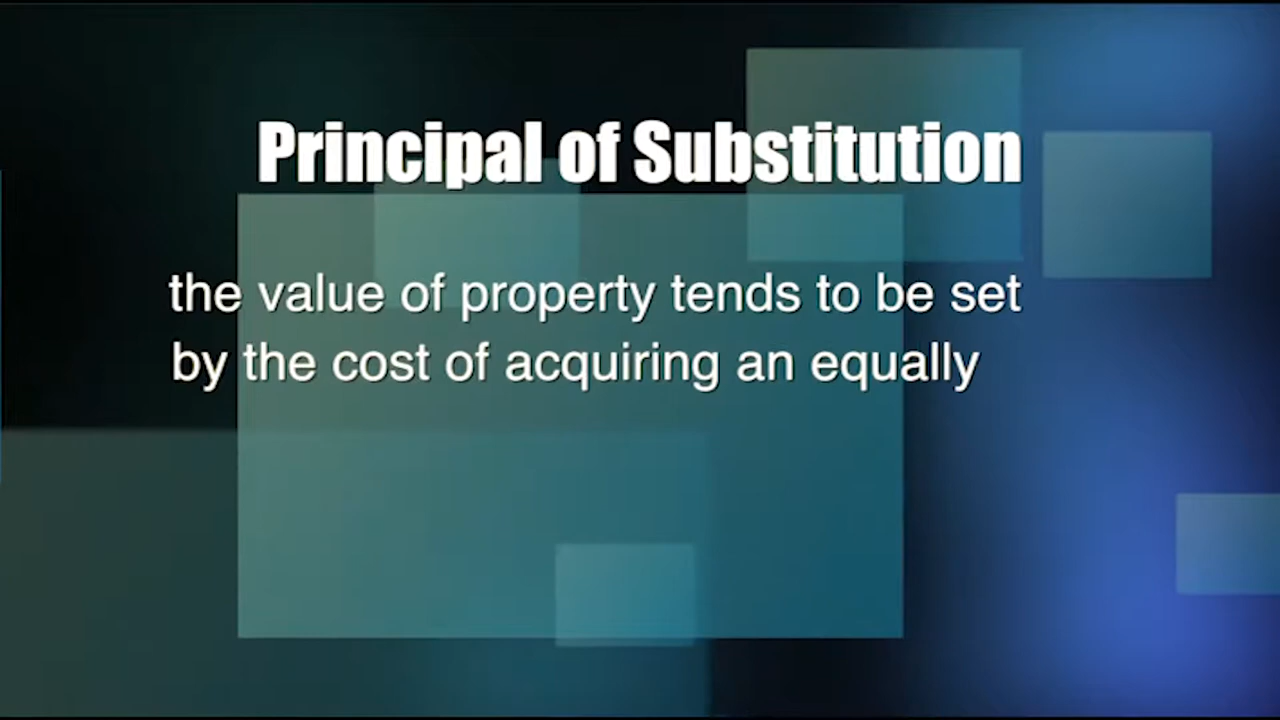 Principal of Substitution
the value of property tends to be set
by the cost of acquiring an equally